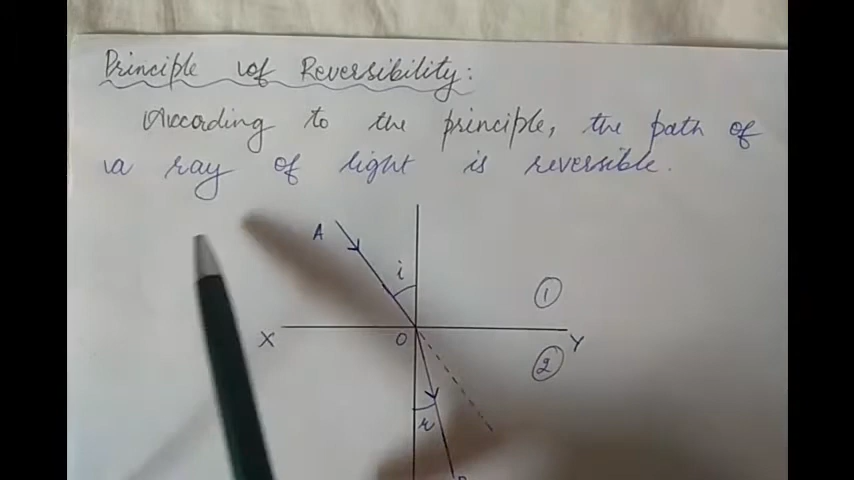 Principle of Reversibility:
According to the principle, the path of
a ray of light is reversible.
A
i
1
X
O
Y
2
r